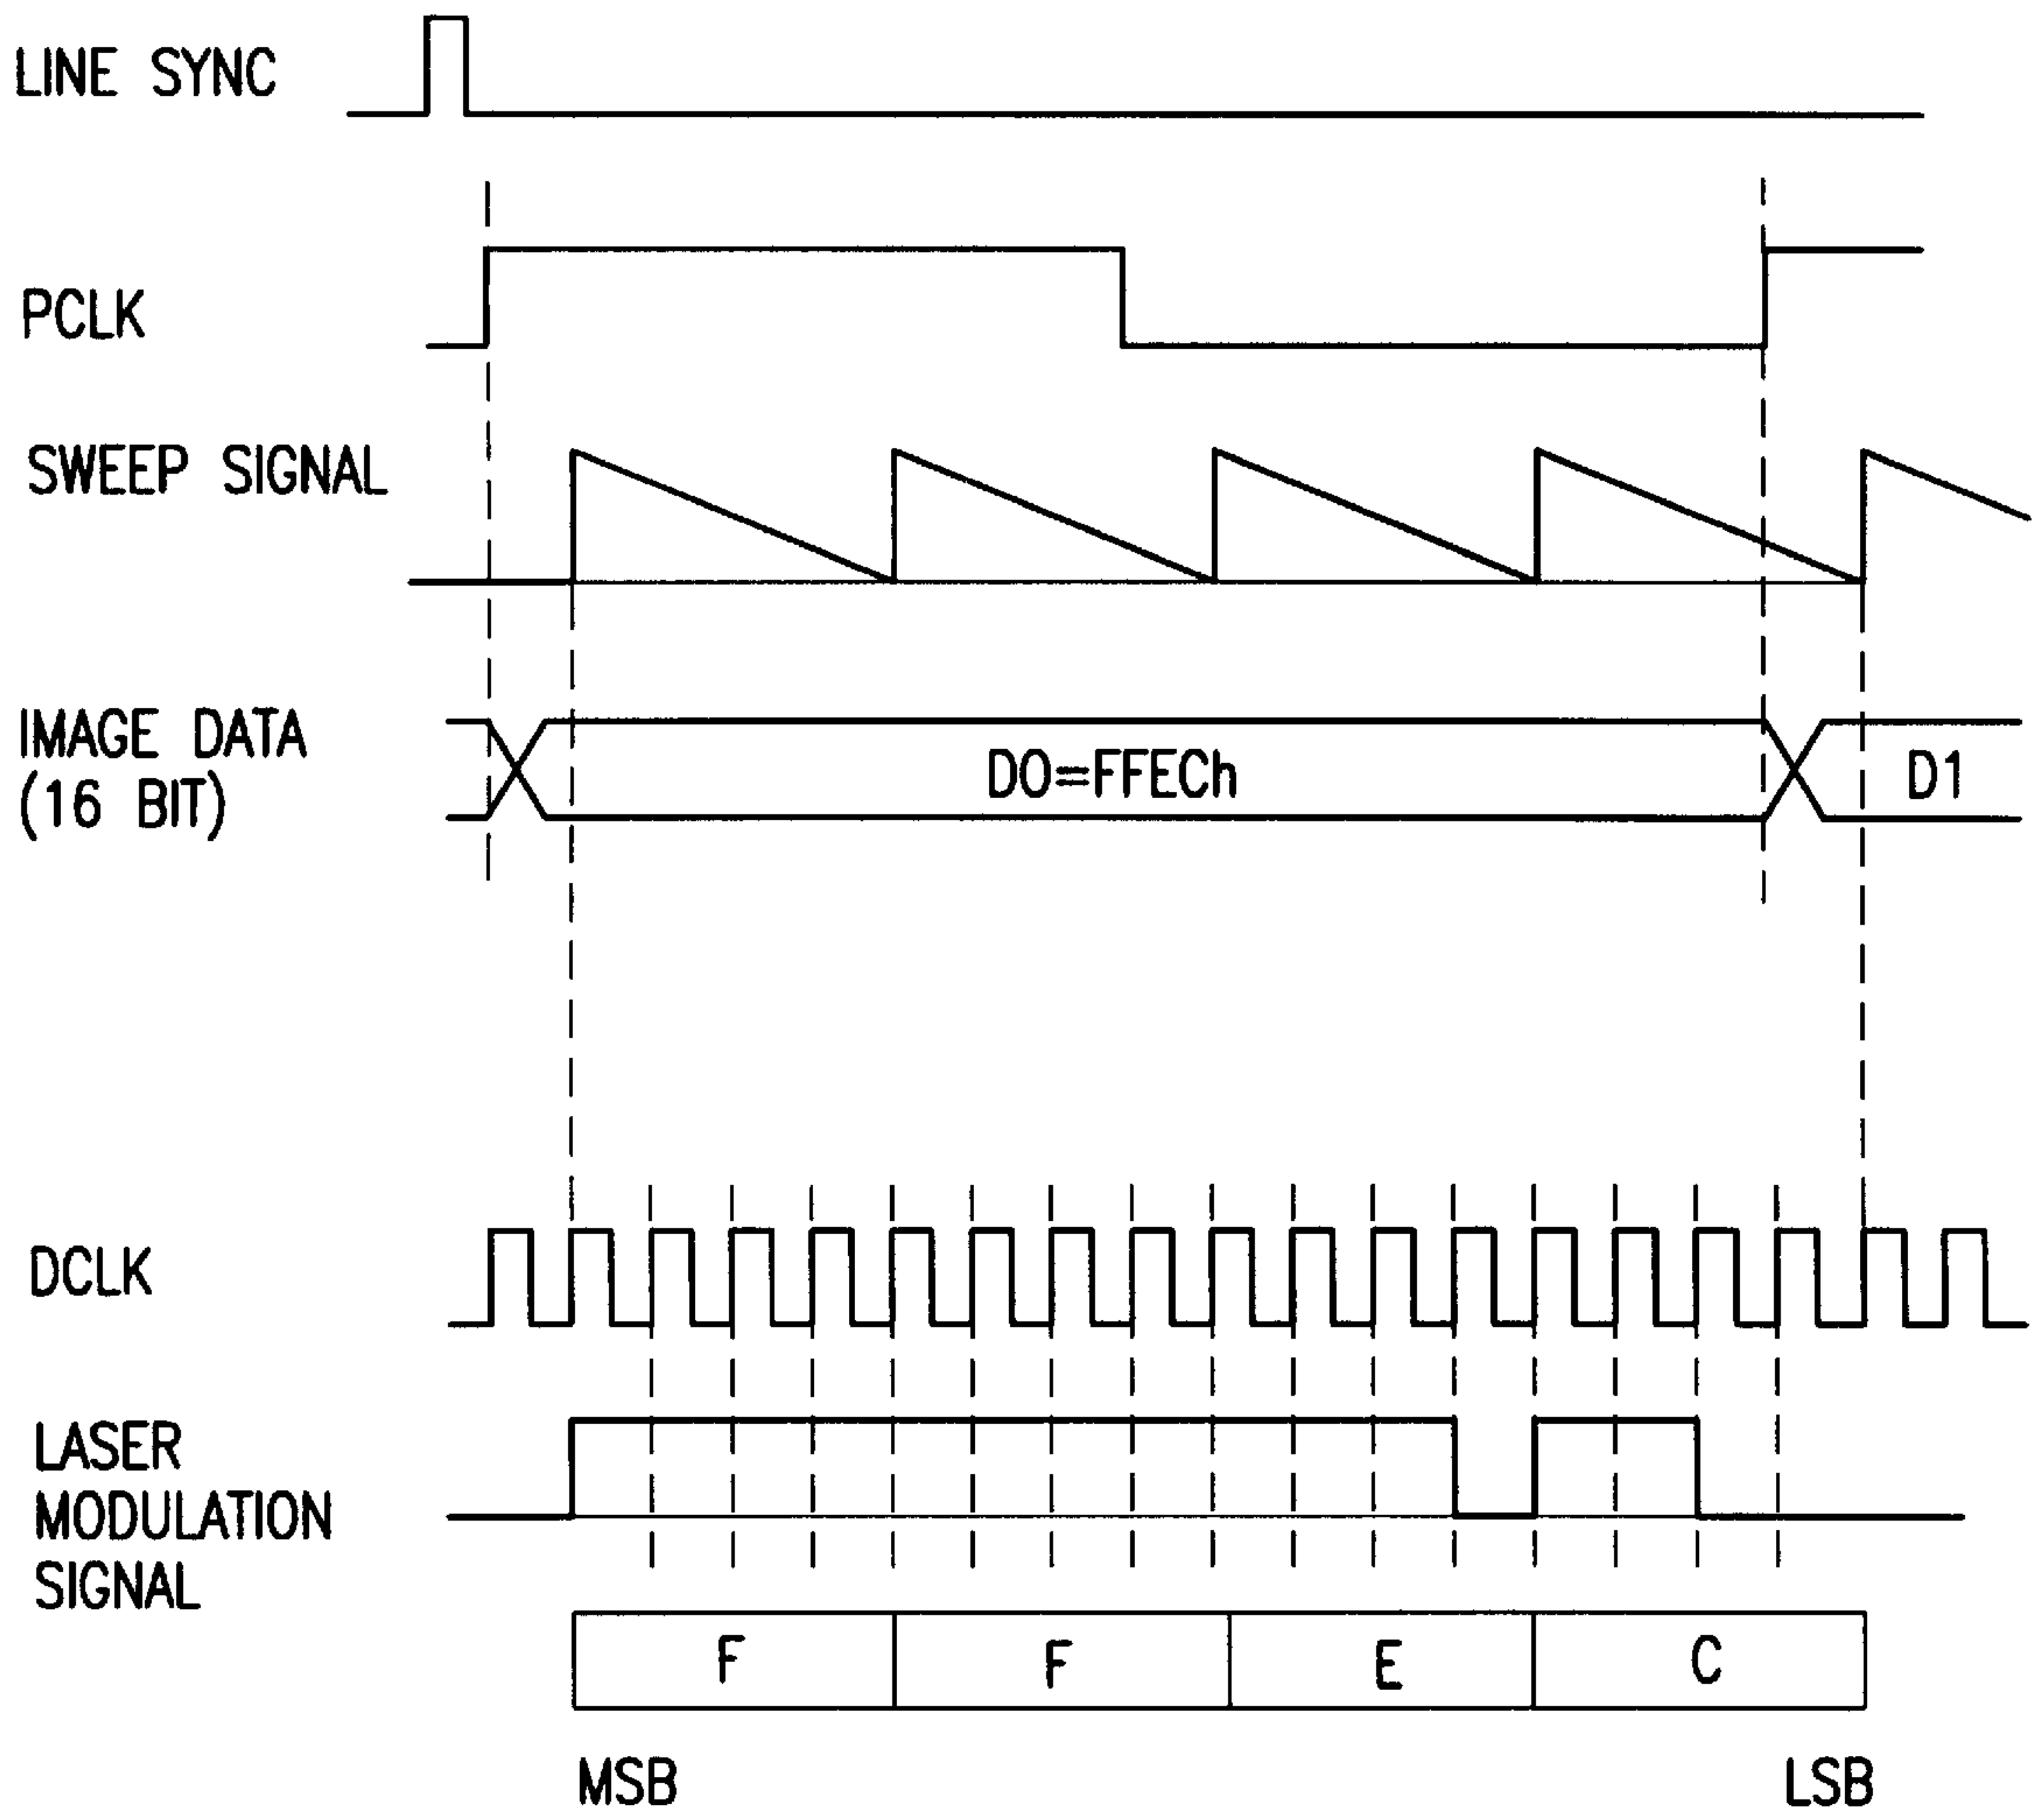 LINE SYNC
PCLK
SWEEP SIGNAL
IMAGE DATA
(16 BIT)
DO=FFECh
D1
DCLK
LASER
MODULATION
SIGNAL
F
F
E
C
MSB
LSB